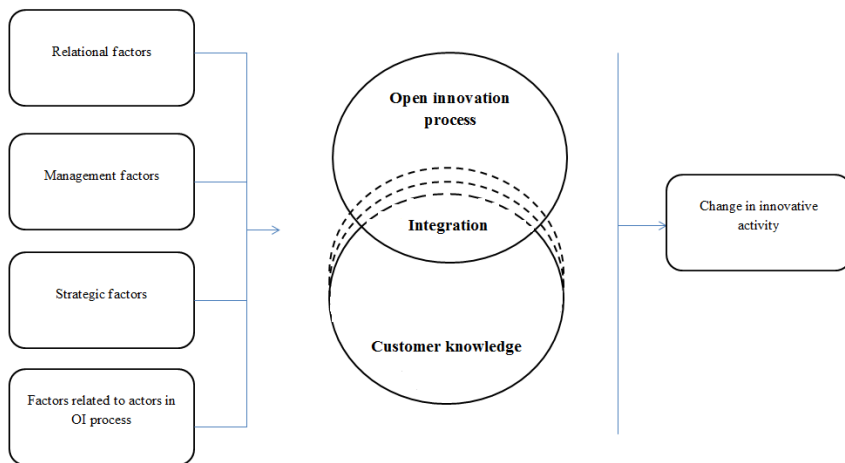 Relational factors
Management factors
Strategic factors
Factors related to actors in
OI process
Open innovation
process
Integration
Customer knowledge
Change in innovative
activity